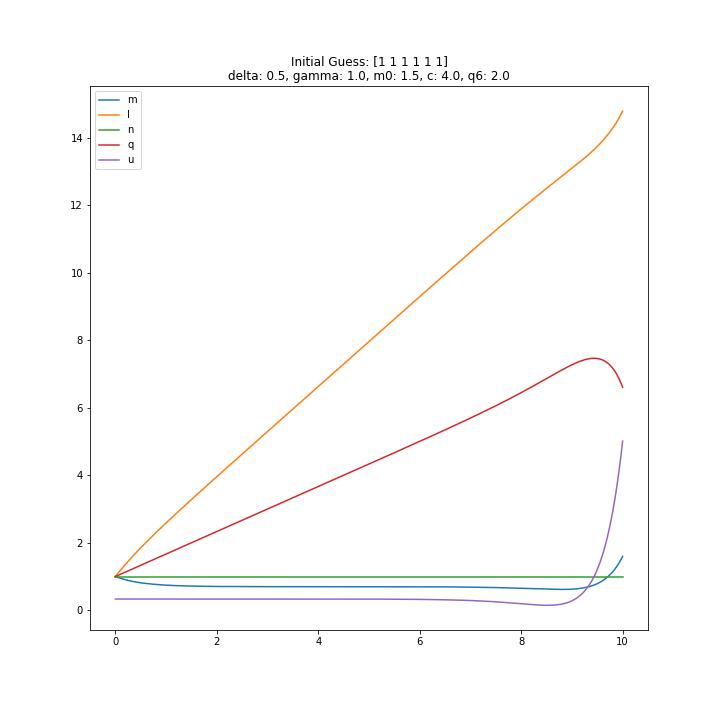 Initial Guess: [1 1 1 1 1 1]
delta: 0.5, gamma: 1.0, m0: 1.5, c: 4.0, q6: 2.0
m
l
n
q
u
14
12
10
8
6
4
2
0
0 2 4 6 8 10